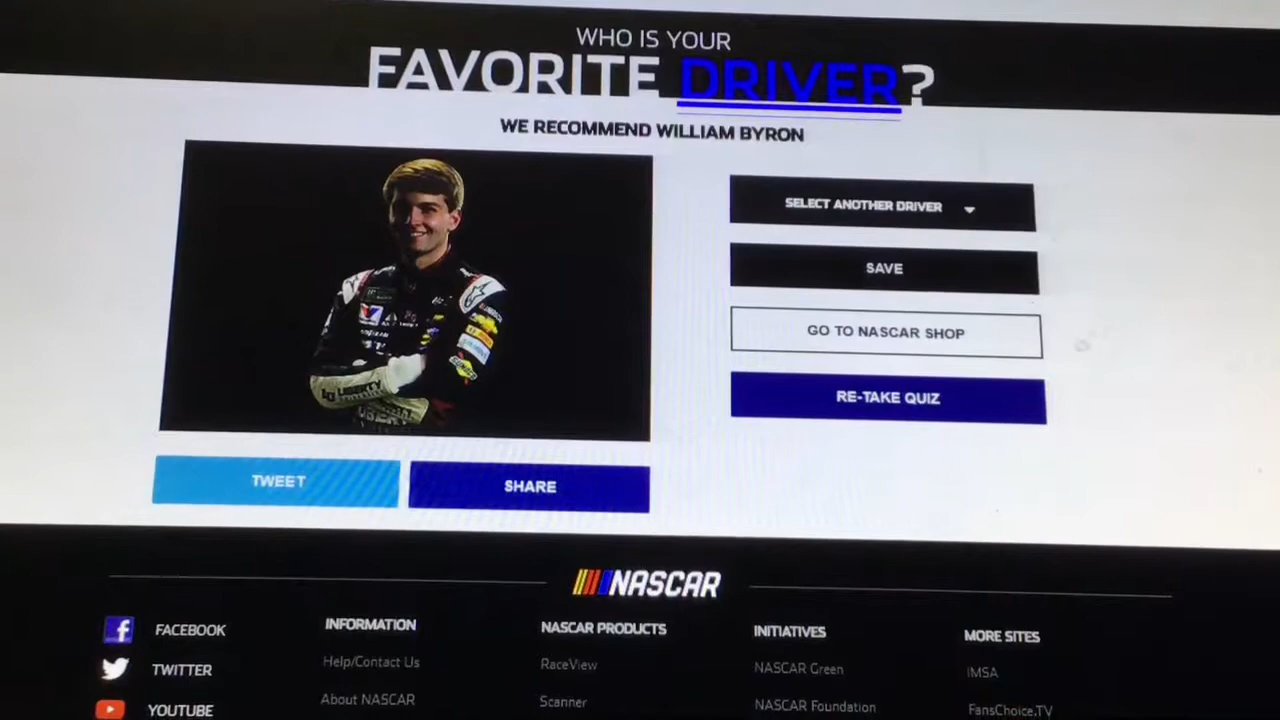 WHO IS YOUR
FAVORITE DRIVER?
WE RECOMMEND WILLIAM BYRON
SELECT ANOTHER DRIVER
SAVE
GO TO NASCAR SHOP
RE-TAKE QUIZ
LIBERTY
SUNOCO
TWEET
SHARE
NASCAR
FACEBOOK
TWITTER
YOUTUBE
INFORMATION
Help/Contact Us
About NASCAR
NASCAR PRODUCTS
RaceView
Scanner
INITIATIVES
NASCAR Green
NASCAR Foundation
MORE SITES
IMSA
FansChoice.TV